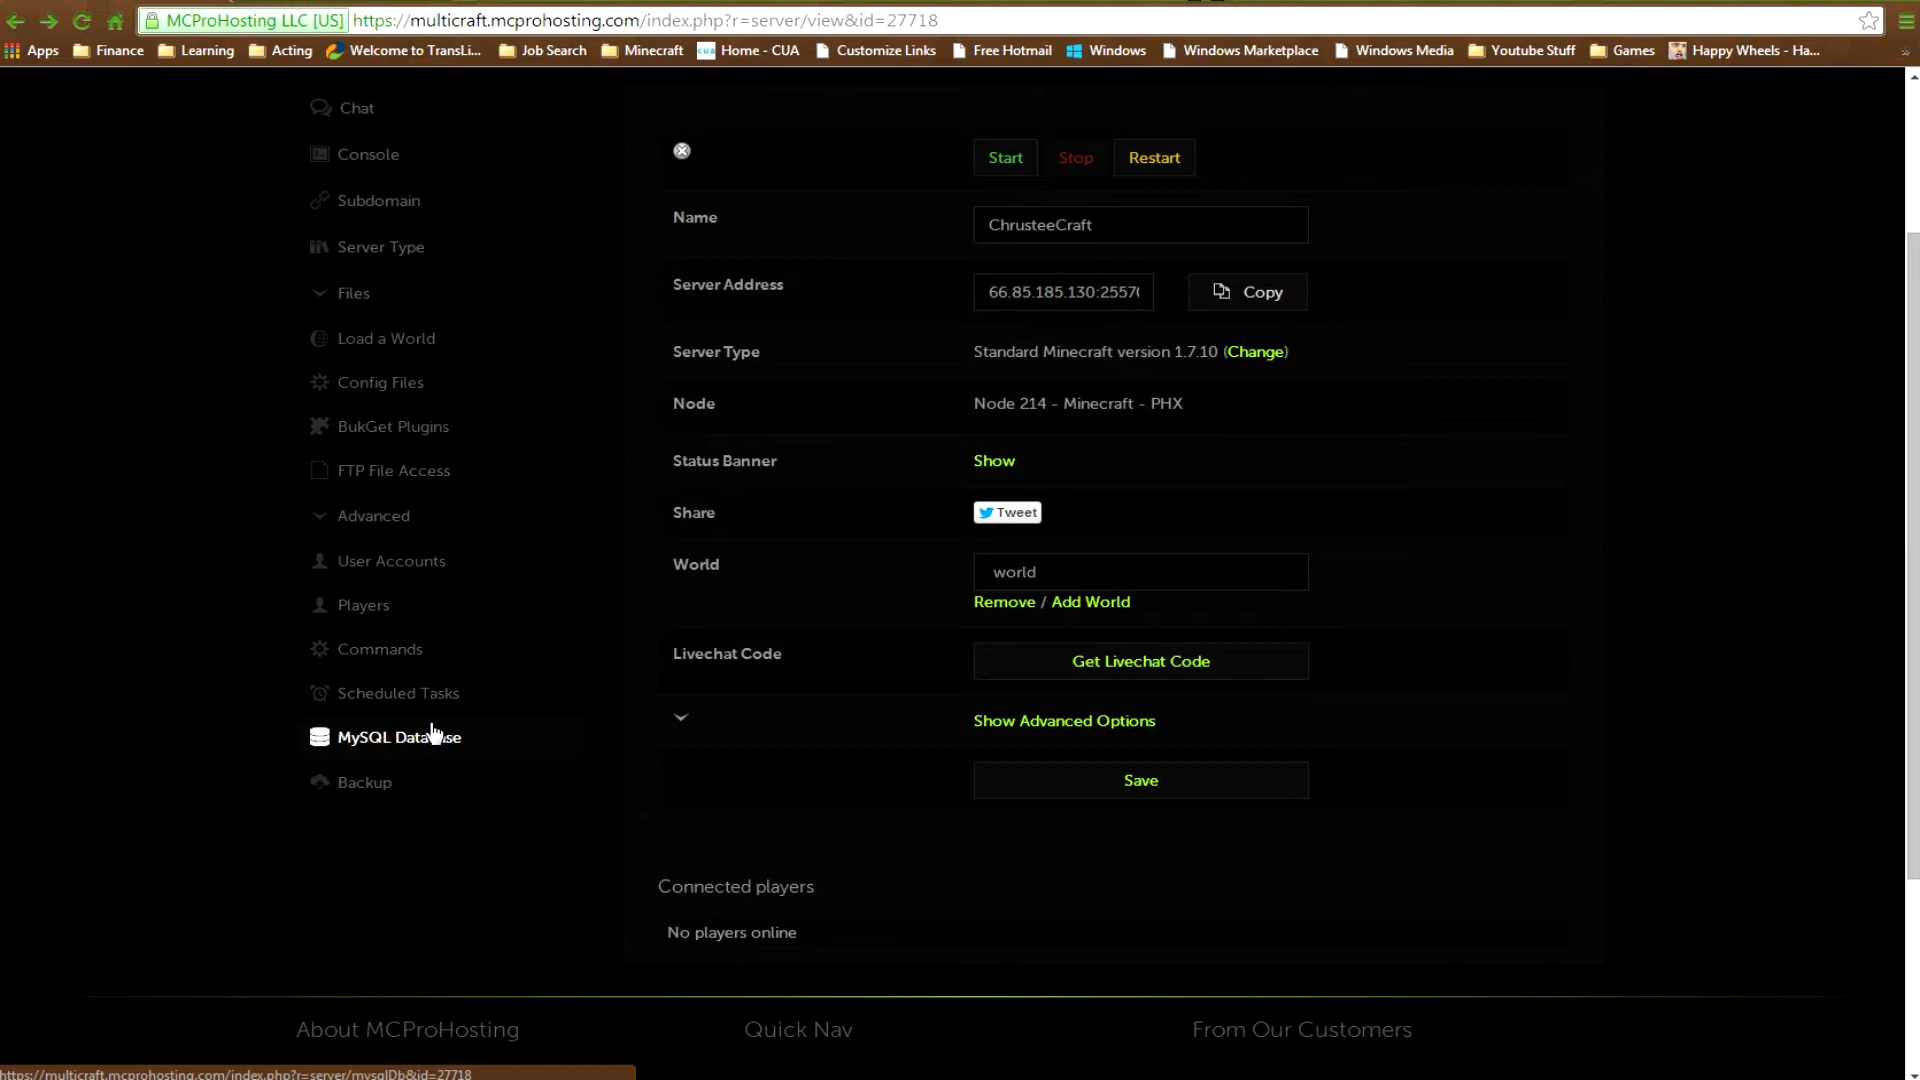 MCProHosting LLC [US] https://multicraft.mcprohosting.com/index.php?r=server/view&id=27718
Apps Finance Learning Acting Welcome to TransLi... Job Search Minecraft Home - CUA Customize Links Free Hotmail Windows Windows Marketplace Windows Media Youtube Stuff Games Happy Wheels - Ha... »
Chat
Console
Subdomain
Server Type
Files
Load a World
Config Files
BukGet Plugins
FTP File Access
Advanced
User Accounts
Players
Commands
Scheduled Tasks
MySQL Database
Backup
Start Stop Restart
Name ChrusteeCraft
Server Address 66.85.185.130:25570 Copy
Server Type Standard Minecraft version 1.7.10 (Change)
Node Node 214 - Minecraft - PHX
Status Banner Show
Share Tweet
World world
Remove / Add World
Livechat Code Get Livechat Code
Show Advanced Options
Save
Connected players
No players online
About MCProHosting Quick Nav From Our Customers
https://multicraft.mcprohosting.com/index.php?r=server/mysqlDb&id=27718